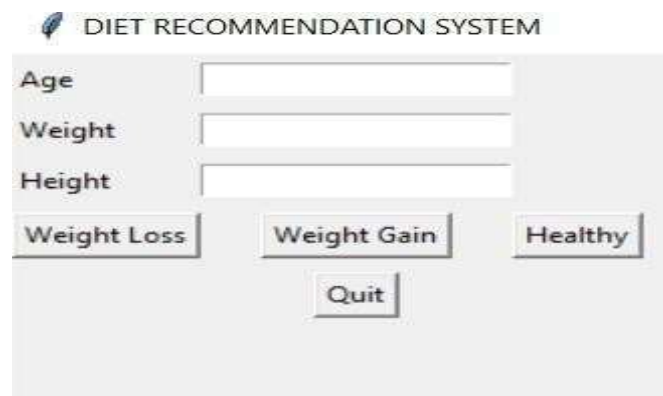 DIET RECOMMENDATION SYSTEM
Age
Weight
Height
Weight Loss Weight Gain Healthy
Quit